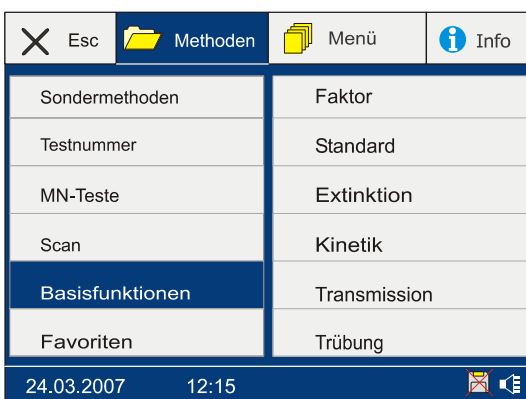 Esc Methoden Menü Info
Sondermethoden
Testnummer
MN-Teste
Scan
Basisfunktionen
Favoriten
Faktor
Standard
Extinktion
Kinetik
Transmission
Trübung
24.03.2007 12:15